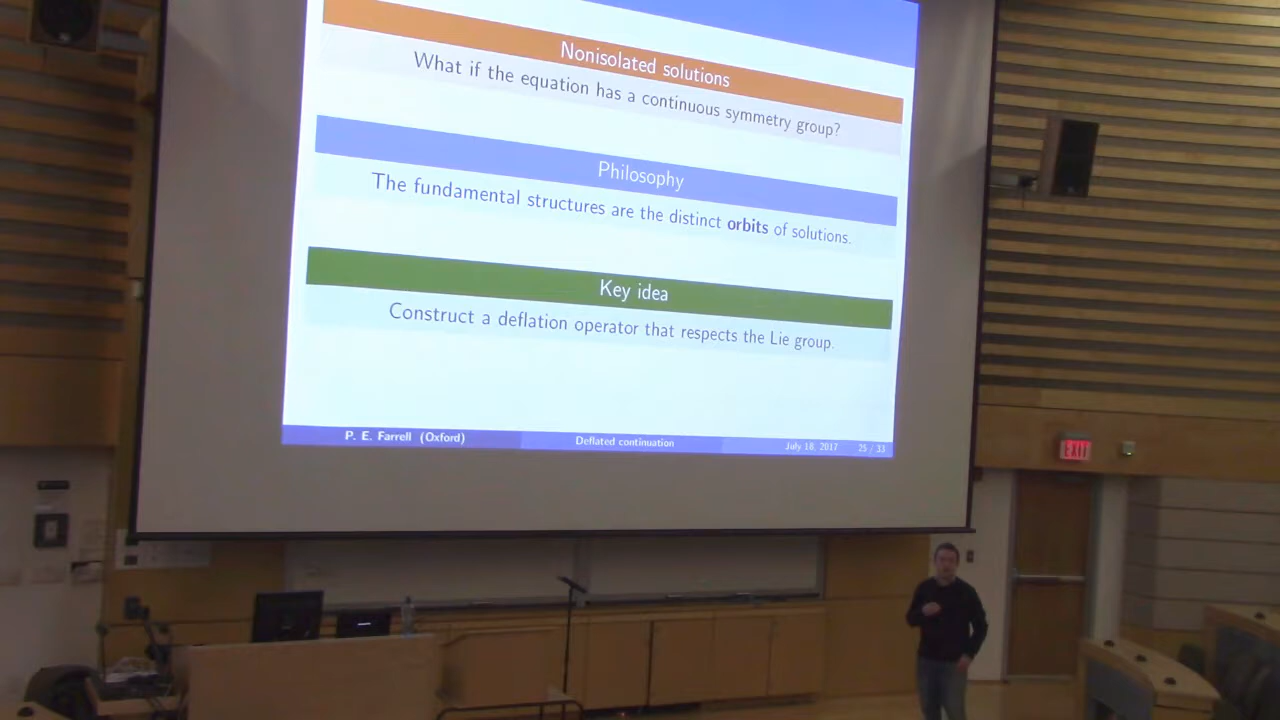 Nonisolated solutions
What if the equation has a continuous symmetry group?
Philosophy
The fundamental structures are the distinct orbits of solutions.
Key idea
Construct a deflation operator that respects the Lie group.
P. E. Farrell (Oxford) Deflated continuation July 18, 2017 25 / 33
EXIT